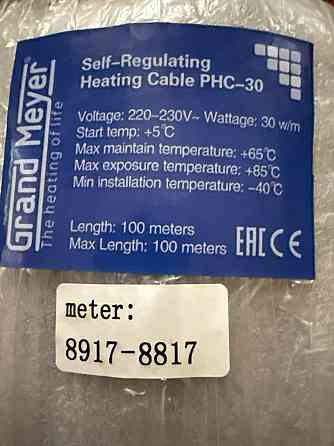 Grand Meyer
The heating of life
Self-Regulating
Heating Cable PHC-30
Voltage: 220-230V~ Wattage: 30 w/m
Start temp: +5℃
Max maintain temperature: +65℃
Max exposure temperature: +85℃
Min installation temperature: -40℃
Length: 100 meters
Max Length: 100 meters
EAC CE
meter:
8917-8817